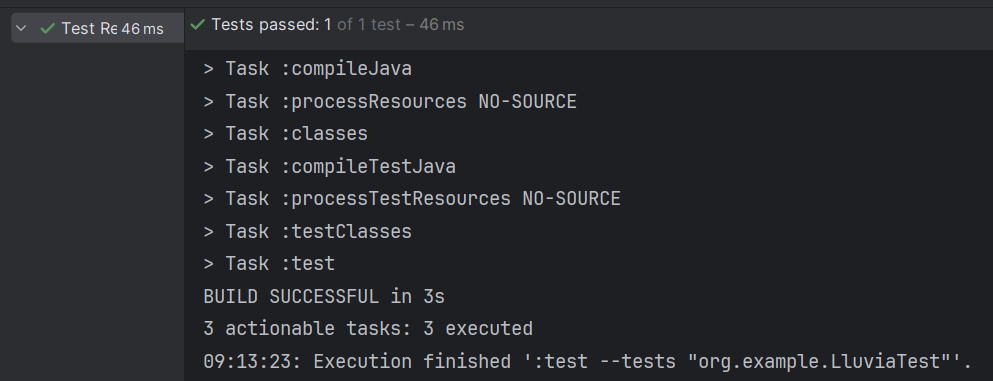 Test Re 46 ms
Tests passed: 1 of 1 test – 46 ms
> Task :compileJava
> Task :processResources NO-SOURCE
> Task :classes
> Task :compileTestJava
> Task :processTestResources NO-SOURCE
> Task :testClasses
> Task :test
BUILD SUCCESSFUL in 3s
3 actionable tasks: 3 executed
09:13:23: Execution finished ':test --tests "org.example.LluviaTest"'.